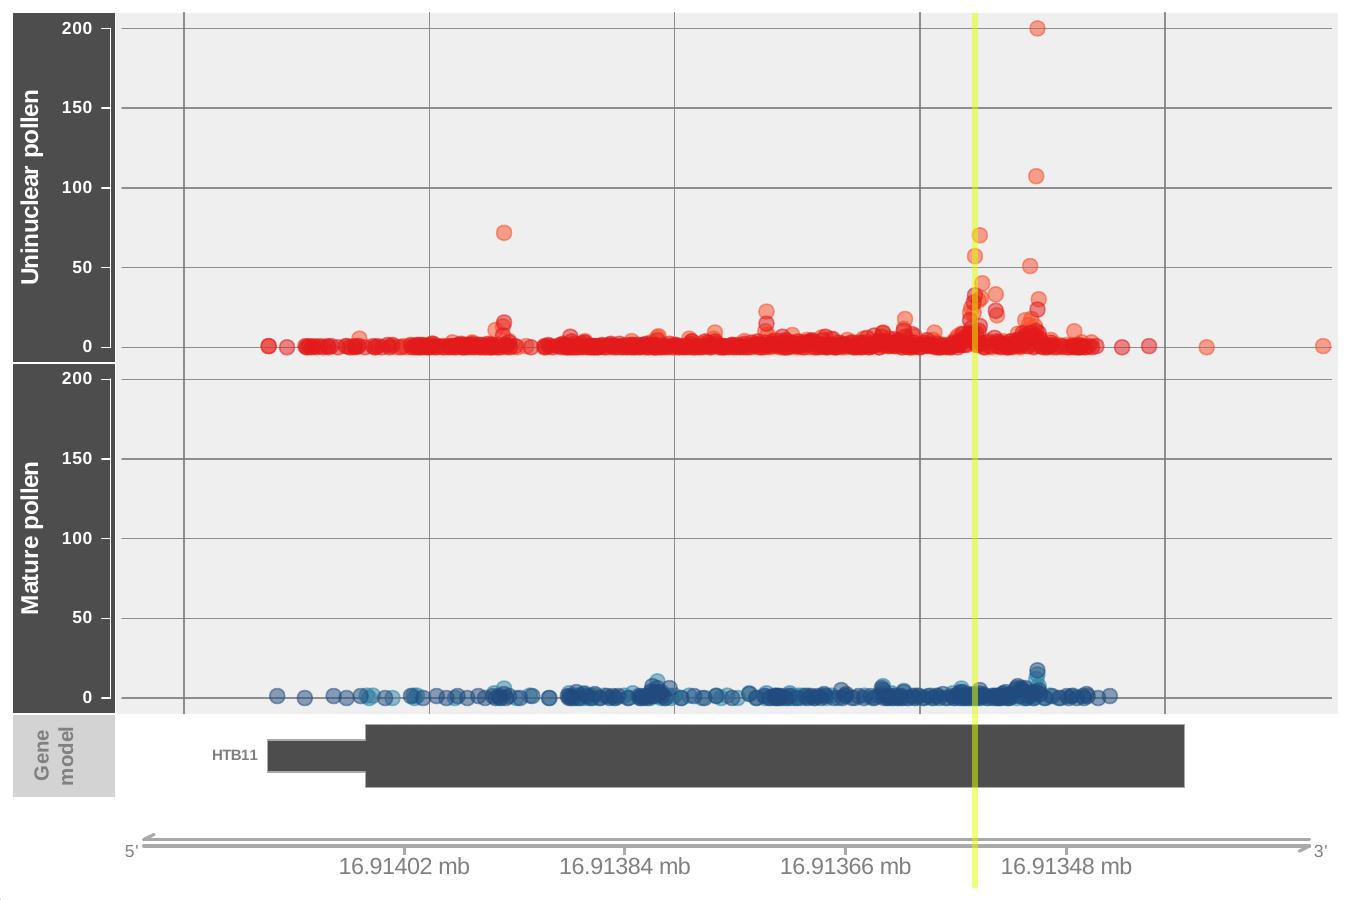 Uninuclear pollen
200
150
100
50
0
Mature pollen
200
150
100
50
0
Gene
model
HTB11
5'
3'
16.91402 mb
16.91384 mb
16.91366 mb
16.91348 mb